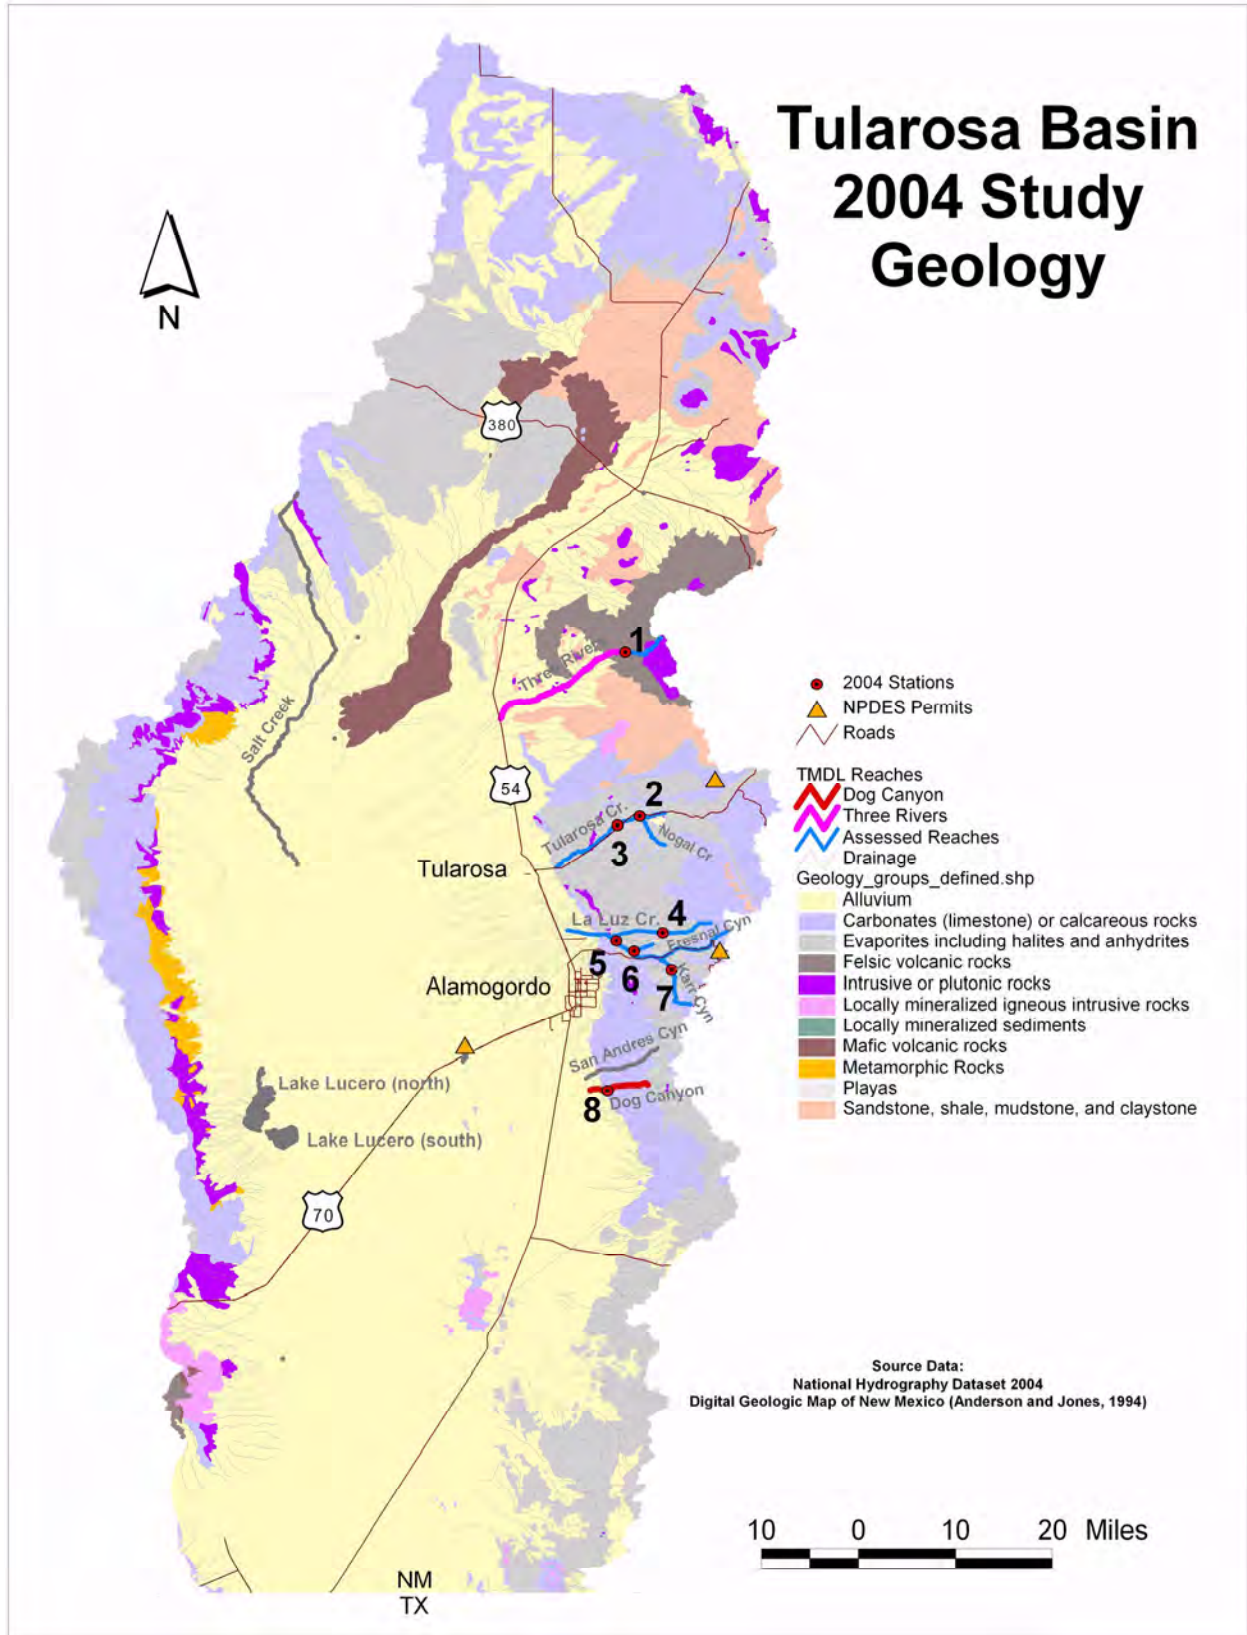 Tularosa Basin
2004 Study
Geology
N
380
1
Three Rivers
Salt Creek
54
2
Tularosa Cr.
Nogal Cr.
3
Tularosa
4
La Luz Cr.
Fresnal Cyn
5
6
7
Karr Cyn
Alamogordo
San Andres Cyn
Lake Lucero (north)
8
Dog Canyon
Lake Lucero (south)
70
2004 Stations
NPDES Permits
Roads
TMDL Reaches
Dog Canyon
Three Rivers
Assessed Reaches
Drainage
Geology_groups_defined.shp
Alluvium
Carbonates (limestone) or calcareous rocks
Evaporites including halites and anhydrites
Felsic volcanic rocks
Intrusive or plutonic rocks
Locally mineralized igneous intrusive rocks
Locally mineralized sediments
Mafic volcanic rocks
Metamorphic Rocks
Playas
Sandstone, shale, mudstone, and claystone
Source Data:
National Hydrography Dataset 2004
Digital Geologic Map of New Mexico (Anderson and Jones, 1994)
10 0 10 20 Miles
NM
TX